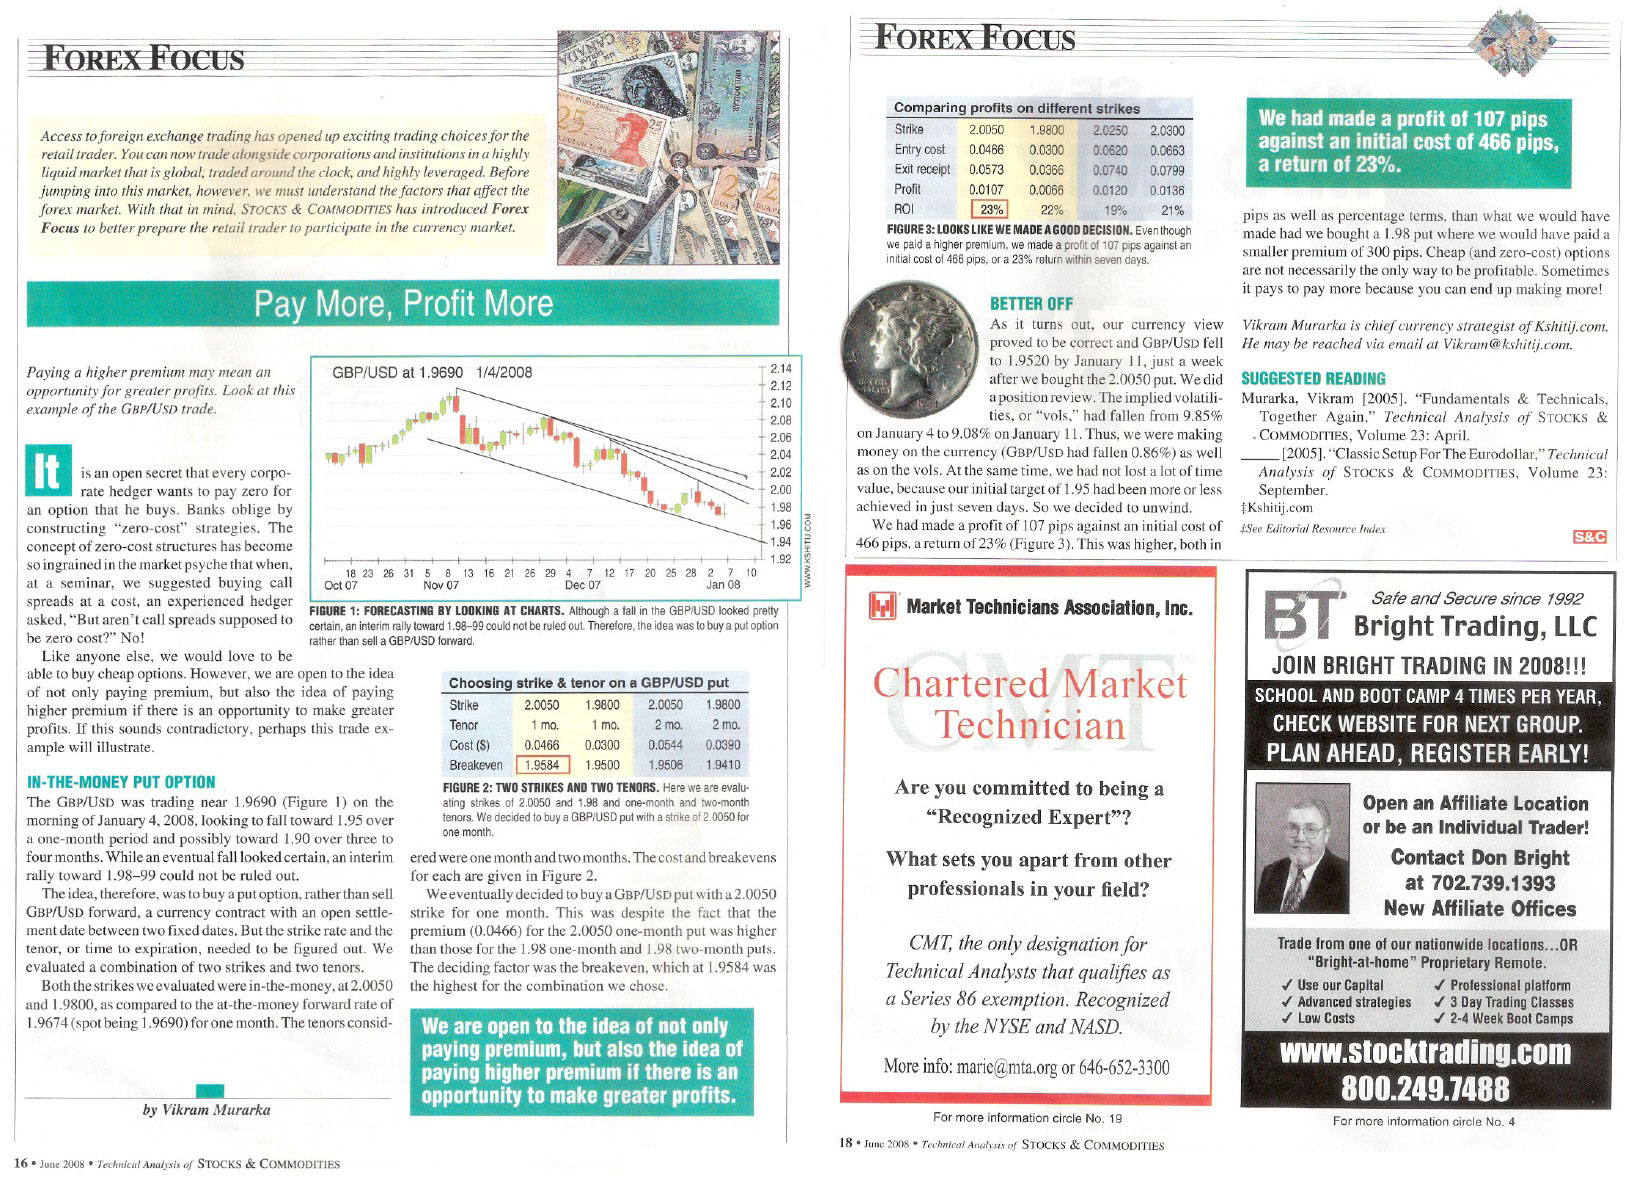 FOREX FOCUS
Access to foreign exchange trading has opened up exciting trading choices for the
retail trader. You can now trade alongside corporations and institutions in a highly
liquid market that is global, traded around the clock, and highly leveraged. Before
jumping into this market, however, we must understand the factors that affect the
forex market. With that in mind, STOCKS & COMMODITIES has introduced Forex
Focus to better prepare the retail trader to participate in the currency market.
CANADA
25
25
ONE DOLLAR
Pay More, Profit More
Paying a higher premium may mean an
opportunity for greater profits. Look at this
example of the GBP/USD trade.
It is an open secret that every corpo-
rate hedger wants to pay zero for
an option that he buys. Banks oblige by
constructing “zero-cost” strategies. The
concept of zero-cost structures has become
so ingrained in the market psyche that when,
at a seminar, we suggested buying call
spreads at a cost, an experienced hedger
asked, “But aren’t call spreads supposed to
be zero cost?” No!
Like anyone else, we would love to be
able to buy cheap options. However, we are open to the idea
of not only paying premium, but also the idea of paying
higher premium if there is an opportunity to make greater
profits. If this sounds contradictory, perhaps this trade ex-
ample will illustrate.
IN-THE-MONEY PUT OPTION
The GBP/USD was trading near 1.9690 (Figure 1) on the
morning of January 4, 2008, looking to fall toward 1.95 over
a one-month period and possibly toward 1.90 over three to
four months. While an eventual fall looked certain, an interim
rally toward 1.98–99 could not be ruled out.
The idea, therefore, was to buy a put option, rather than sell
GBP/USD forward, a currency contract with an open settle-
ment date between two fixed dates. But the strike rate and the
tenor, or time to expiration, needed to be figured out. We
evaluated a combination of two strikes and two tenors.
Both the strikes we evaluated were in-the-money, at 2.0050
and 1.9800, as compared to the at-the-money forward rate of
1.9674 (spot being 1.9690) for one month. The tenors consid-
by Vikram Murarka
GBP/USD at 1.9690 1/4/2008
2.14
2.12
2.10
2.08
2.06
2.04
2.02
2.00
1.98
1.96
1.94
1.92
18 23 26 31 5 8 13 16 21 26 29 4 7 12 17 20 25 28 2 7 10
Oct 07 Nov 07 Dec 07 Jan 08
WWW.KSHITIJ.COM
FIGURE 1: FORECASTING BY LOOKING AT CHARTS. Although a fall in the GBP/USD looked pretty
certain, an interim rally toward 1.98–99 could not be ruled out. Therefore, the idea was to buy a put option
rather than sell a GBP/USD forward.
Choosing strike & tenor on a GBP/USD put
Strike 2.0050 1.9800 2.0050 1.9800
Tenor 1 mo. 1 mo. 2 mo. 2 mo.
Cost ($) 0.0466 0.0300 0.0544 0.0390
Breakeven 1.9584 1.9500 1.9506 1.9410
FIGURE 2: TWO STRIKES AND TWO TENORS. Here we are evalu-
ating strikes of 2.0050 and 1.98 and one-month and two-month
tenors. We decided to buy a GBP/USD put with a strike of 2.0050 for
one month.
ered were one month and two months. The cost and breakevens
for each are given in Figure 2.
We eventually decided to buy a GBP/USD put with a 2.0050
strike for one month. This was despite the fact that the
premium (0.0466) for the 2.0050 one-month put was higher
than those for the 1.98 one-month and 1.98 two-month puts.
The deciding factor was the breakeven, which at 1.9584 was
the highest for the combination we chose.
We are open to the idea of not only
paying premium, but also the idea of
paying higher premium if there is an
opportunity to make greater profits.
16 • June 2008 • Technical Analysis of STOCKS & COMMODITIES
FOREX FOCUS
Comparing profits on different strikes
Strike 2.0050 1.9800 2.0250 2.0300
Entry cost 0.0466 0.0300 0.0620 0.0663
Exit receipt 0.0573 0.0366 0.0740 0.0799
Profit 0.0107 0.0066 0.0120 0.0136
ROI 23% 22% 19% 21%
FIGURE 3: LOOKS LIKE WE MADE A GOOD DECISION. Even though
we paid a higher premium, we made a profit of 107 pips against an
initial cost of 466 pips, or a 23% return within seven days.
BETTER OFF
As it turns out, our currency view
proved to be correct and GBP/USD fell
to 1.9520 by January 11, just a week
after we bought the 2.0050 put. We did
a position review. The implied volatili-
ties, or “vols,” had fallen from 9.85%
on January 4 to 9.08% on January 11. Thus, we were making
money on the currency (GBP/USD had fallen 0.86%) as well
as on the vols. At the same time, we had not lost a lot of time
value, because our initial target of 1.95 had been more or less
achieved in just seven days. So we decided to unwind.
We had made a profit of 107 pips against an initial cost of
466 pips, a return of 23% (Figure 3). This was higher, both in
We had made a profit of 107 pips
against an initial cost of 466 pips,
a return of 23%.
pips as well as percentage terms, than what we would have
made had we bought a 1.98 put where we would have paid a
smaller premium of 300 pips. Cheap (and zero-cost) options
are not necessarily the only way to be profitable. Sometimes
it pays to pay more because you can end up making more!
Vikram Murarka is chief currency strategist of Kshitij.com.
He may be reached via email at Vikram@kshitij.com.
SUGGESTED READING
Murarka, Vikram [2005]. “Fundamentals & Technicals,
Together Again,” Technical Analysis of STOCKS &
COMMODITIES, Volume 23: April.
_____ [2005]. “Classic Setup For The Eurodollar,” Technical
Analysis of STOCKS & COMMODITIES, Volume 23:
September.
‡Kshitij.com
‡See Editorial Resource Index
S&C
Market Technicians Association, Inc.
CMT
Chartered Market
Technician
Are you committed to being a
“Recognized Expert”?
What sets you apart from other
professionals in your field?
CMT, the only designation for
Technical Analysts that qualifies as
a Series 86 exemption. Recognized
by the NYSE and NASD.
More info: marie@mta.org or 646-652-3300
For more information circle No. 19
BT
Safe and Secure since 1992
Bright Trading, LLC
JOIN BRIGHT TRADING IN 2008!!!
SCHOOL AND BOOT CAMP 4 TIMES PER YEAR,
CHECK WEBSITE FOR NEXT GROUP.
PLAN AHEAD, REGISTER EARLY!
Open an Affiliate Location
or be an Individual Trader!
Contact Don Bright
at 702.739.1393
New Affiliate Offices
Trade from one of our nationwide locations...OR
“Bright-at-home” Proprietary Remote.
✓ Use our Capital ✓ Professional platform
✓ Advanced strategies ✓ 3 Day Trading Classes
✓ Low Costs ✓ 2-4 Week Boot Camps
www.stocktrading.com
800.249.7488
For more information circle No. 4
18 • June 2008 • Technical Analysis of STOCKS & COMMODITIES